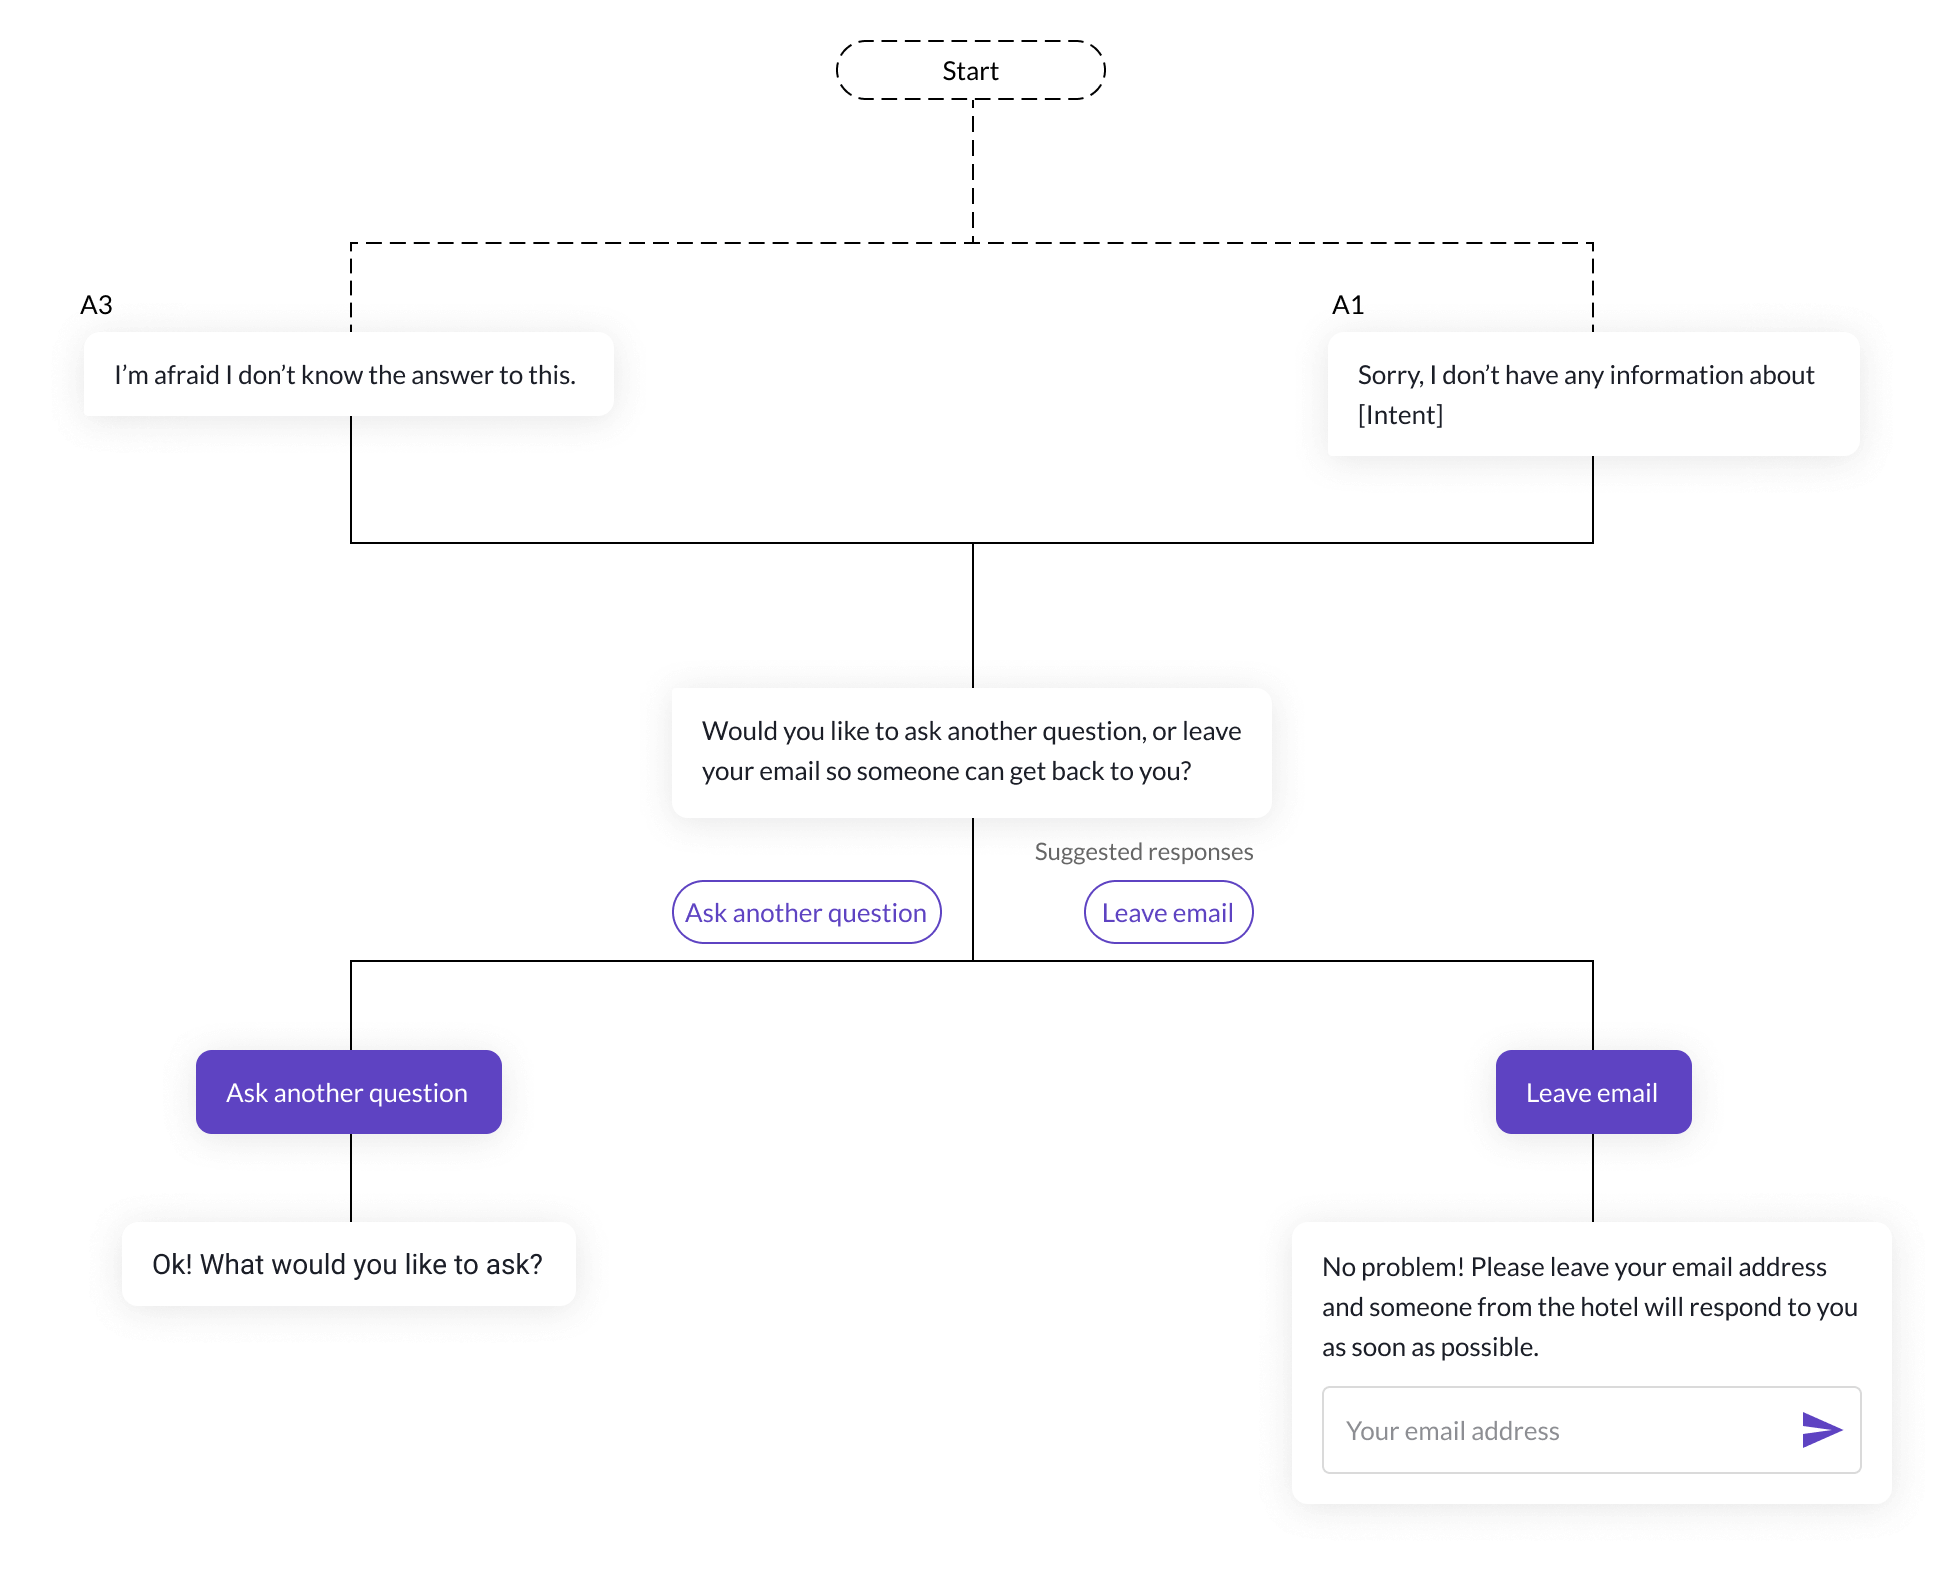 Start
A3
I’m afraid I don’t know the answer to this.
A1
Sorry, I don’t have any information about
[Intent]
Would you like to ask another question, or leave
your email so someone can get back to you?
Suggested responses
Ask another question
Leave email
Ask another question
Leave email
Ok! What would you like to ask?
No problem! Please leave your email address
and someone from the hotel will respond to you
as soon as possible.
Your email address